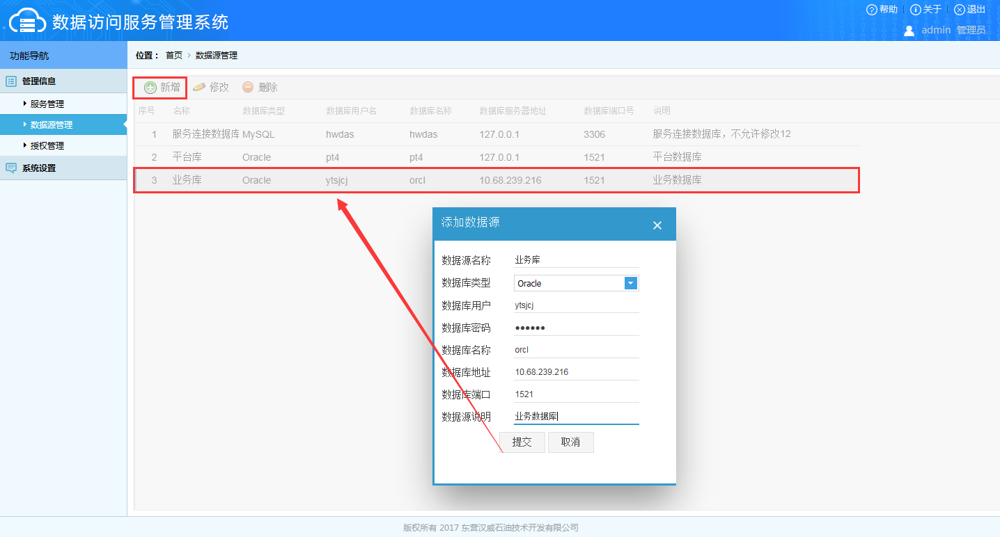 数据访问服务管理系统
帮助 关于 退出
admin 管理员
功能导航
位置： 首页 > 数据源管理
管理信息
服务管理
数据源管理
授权管理
系统设置
新增 修改 删除
序号 名称 数据库类型 数据库用户名 数据库名称 数据库服务器地址 数据库端口号 说明
1 服务连接数据库 MySQL hwdas hwdas 127.0.0.1 3306 服务连接数据库，不允许修改12
2 平台库 Oracle pt4 pt4 127.0.0.1 1521 平台数据库
3 业务库 Oracle ytsjcj orcl 10.68.239.216 1521 业务数据库
添加数据源
数据源名称 业务库
数据库类型 Oracle
数据库用户 ytsjcj
数据库密码 ●●●●●●
数据库名称 orcl
数据库地址 10.68.239.216
数据库端口 1521
数据源说明 业务数据库
提交 取消
版权所有 2017 东营汉威石油技术开发有限公司